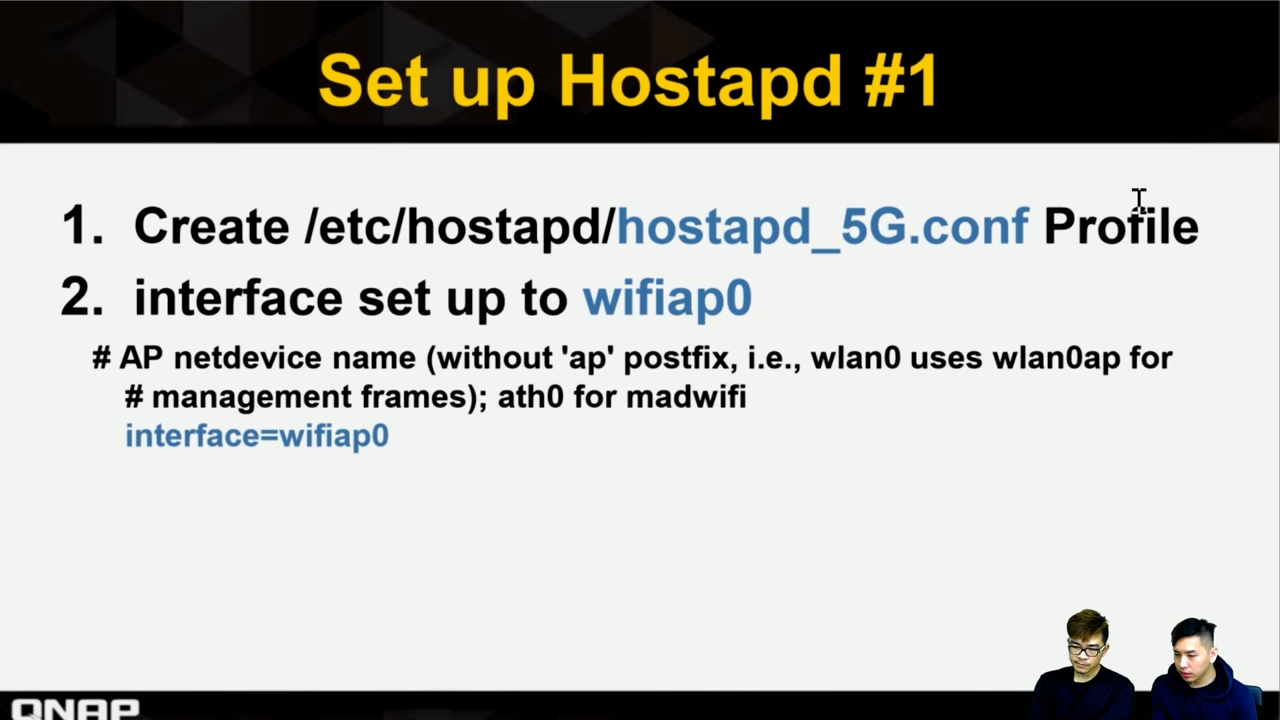 Set up Hostapd #1
1. Create /etc/hostapd/hostapd_5G.conf Profile
2. interface set up to wifiap0
# AP netdevice name (without 'ap' postfix, i.e., wlan0 uses wlan0ap for
# management frames); ath0 for madwifi
interface=wifiap0
QNAP